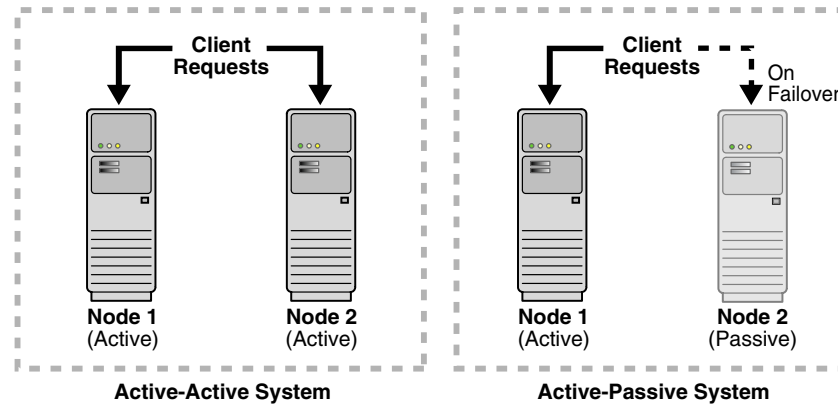 Client
Requests
Node 1
(Active)
Node 2
(Active)
Active-Active System
Client
Requests
On
Failover
Node 1
(Active)
Node 2
(Passive)
Active-Passive System